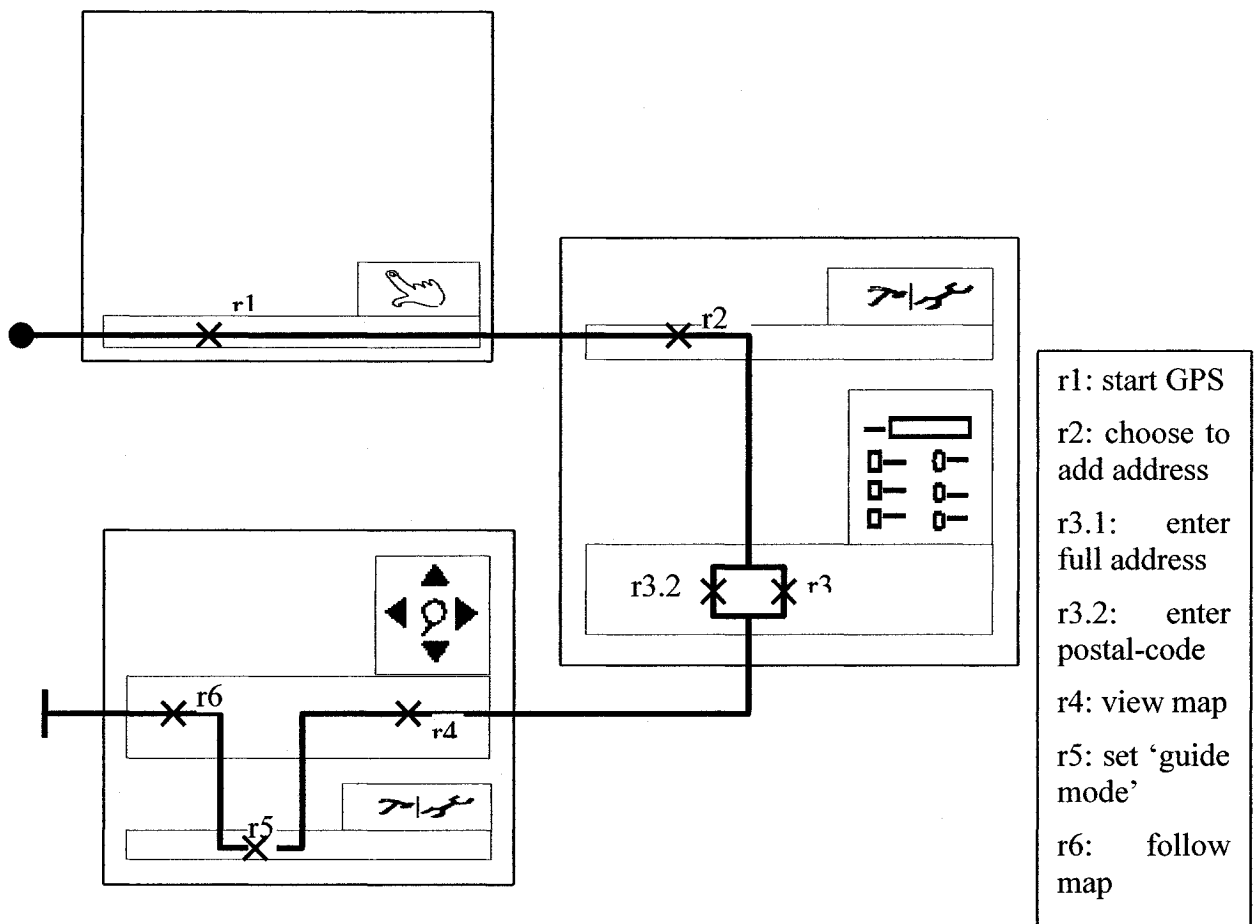 r1
r2
r3.2
r3
r6
r4
r5
r1: start GPS
r2: choose to
add address
r3.1: enter
full address
r3.2: enter
postal-code
r4: view map
r5: set ‘guide
mode’
r6: follow
map